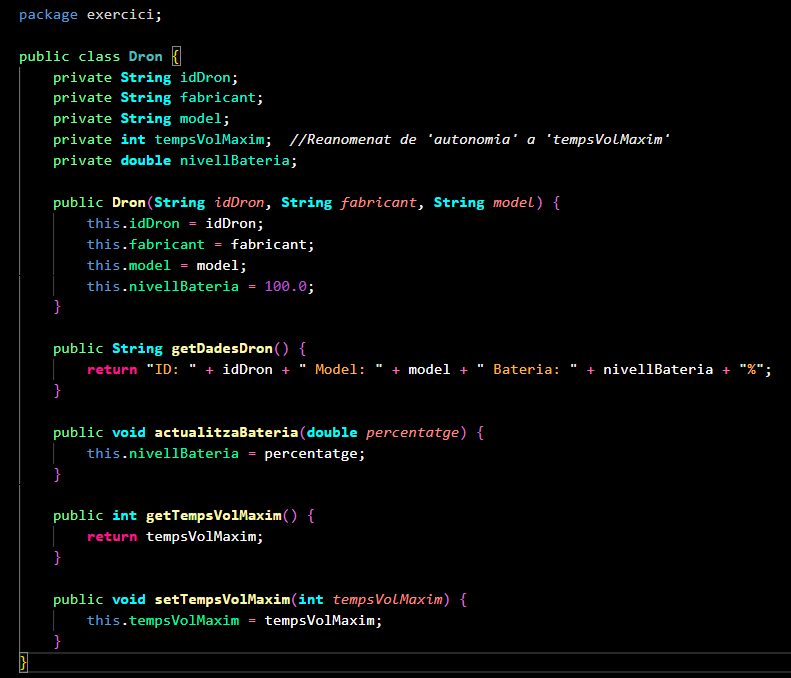 package exercici;
public class Dron {
private String idDron;
private String fabricant;
private String model;
private int tempsVolMaxim;  //Reanomenat de 'autonomia' a 'tempsVolMaxim'
private double nivellBateria;
public Dron(String idDron, String fabricant, String model) {
this.idDron = idDron;
this.fabricant = fabricant;
this.model = model;
this.nivellBateria = 100.0;
}
public String getDadesDron() {
return "ID: " + idDron + " Model: " + model + " Bateria: " + nivellBateria + "%";
}
public void actualitzaBateria(double percentatge) {
this.nivellBateria = percentatge;
}
public int getTempsVolMaxim() {
return tempsVolMaxim;
}
public void setTempsVolMaxim(int tempsVolMaxim) {
this.tempsVolMaxim = tempsVolMaxim;
}
}